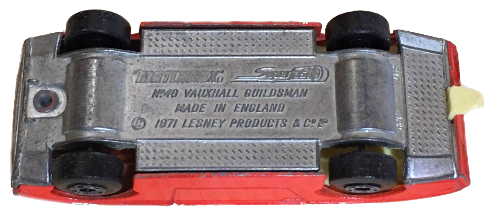 MATCHBOX Superfast
No40 VAUXHALL GUILDSMAN
MADE IN ENGLAND
© 1971 LESNEY PRODUCTS & Co LTD